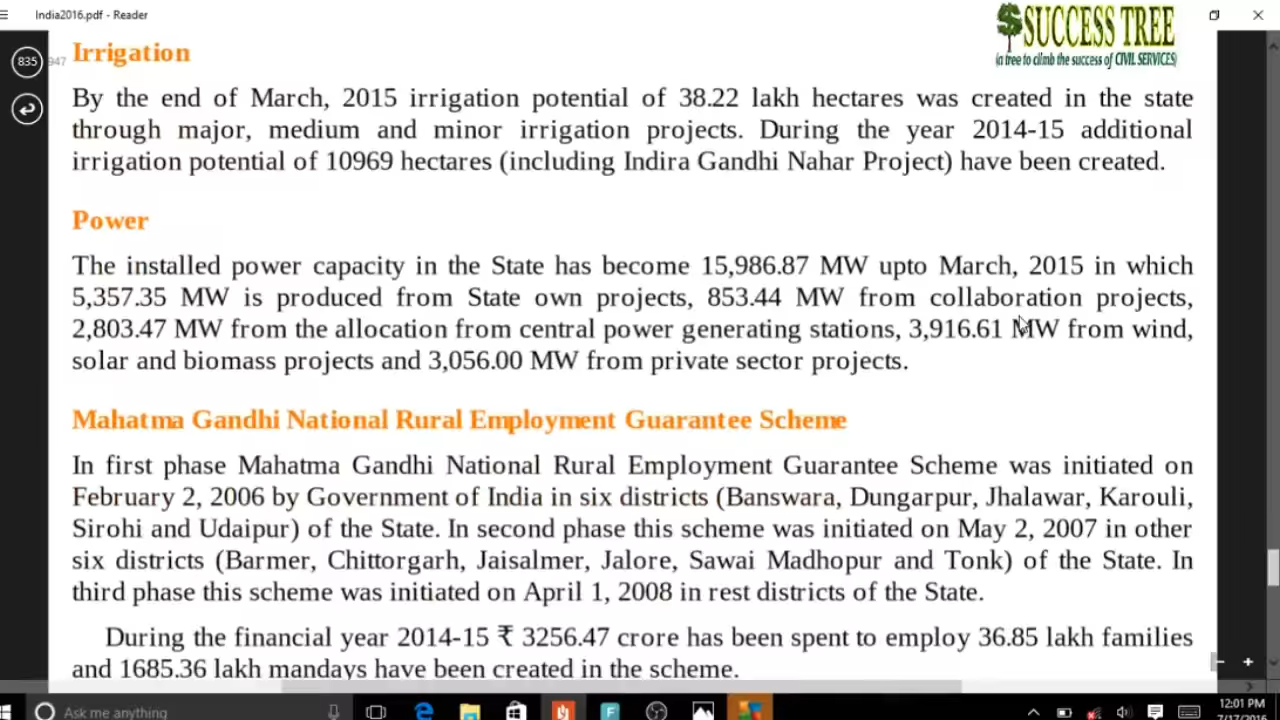 India2016.pdf - Reader
SUCCESS TREE
(a tree to climb the success of CIVIL SERVICES)
835
947
Irrigation
By the end of March, 2015 irrigation potential of 38.22 lakh hectares was created in the state
through major, medium and minor irrigation projects. During the year 2014-15 additional
irrigation potential of 10969 hectares (including Indira Gandhi Nahar Project) have been created.
Power
The installed power capacity in the State has become 15,986.87 MW upto March, 2015 in which
5,357.35 MW is produced from State own projects, 853.44 MW from collaboration projects,
2,803.47 MW from the allocation from central power generating stations, 3,916.61 MW from wind,
solar and biomass projects and 3,056.00 MW from private sector projects.
Mahatma Gandhi National Rural Employment Guarantee Scheme
In first phase Mahatma Gandhi National Rural Employment Guarantee Scheme was initiated on
February 2, 2006 by Government of India in six districts (Banswara, Dungarpur, Jhalawar, Karouli,
Sirohi and Udaipur) of the State. In second phase this scheme was initiated on May 2, 2007 in other
six districts (Barmer, Chittorgarh, Jaisalmer, Jalore, Sawai Madhopur and Tonk) of the State. In
third phase this scheme was initiated on April 1, 2008 in rest districts of the State.
During the financial year 2014-15 ₹ 3256.47 crore has been spent to employ 36.85 lakh families
and 1685.36 lakh mandays have been created in the scheme.
Ask me anything
12:01 PM
7/17/2016